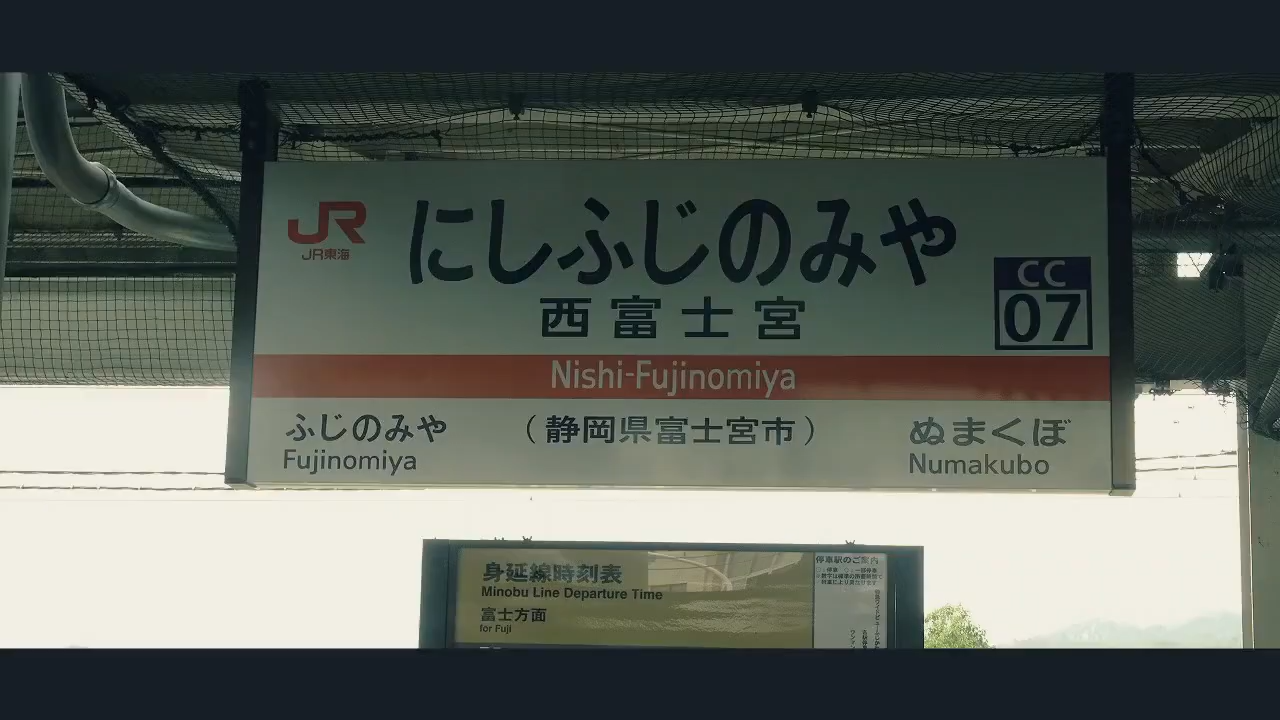 JR
JR東海
にしふじのみや
西富士宮
CC
07
Nishi-Fujinomiya
ふじのみや
Fujinomiya
(静岡県富士宮市)
ぬまくぼ
Numakubo
身延線時刻表
Minobu Line Departure Time
富士方面
for Fuji
停車駅のご案内